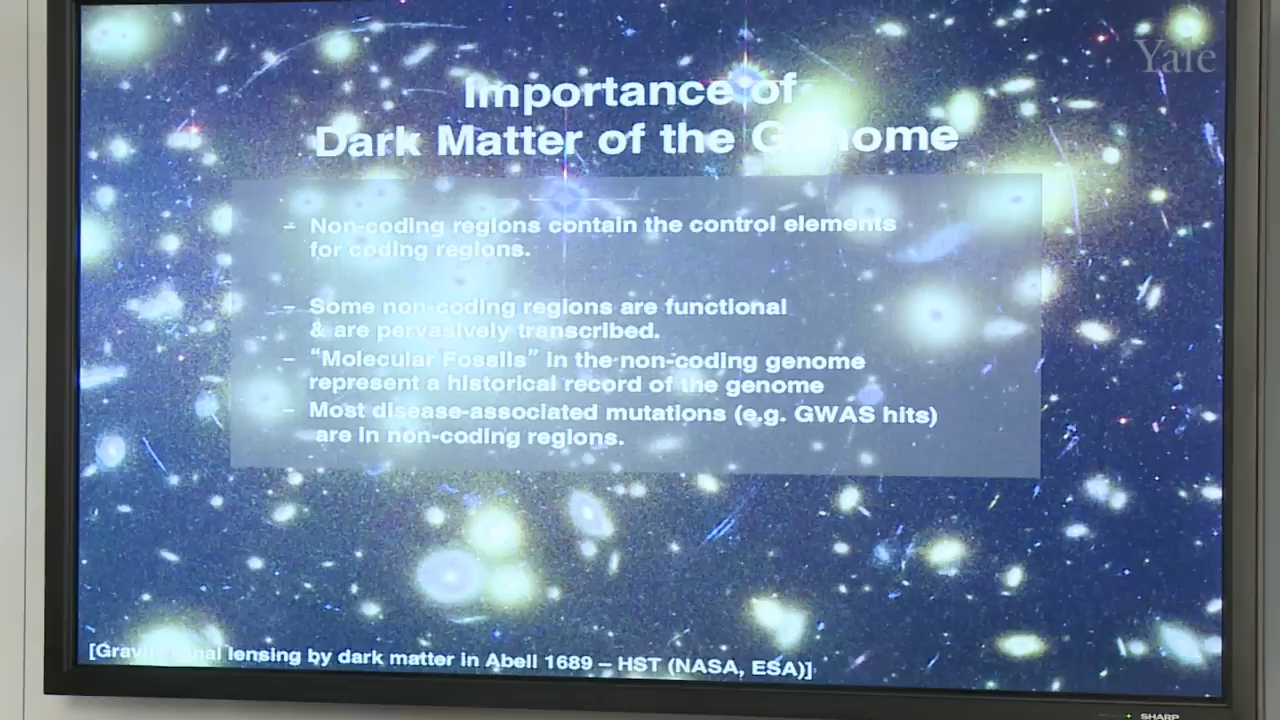 Yale
Importance of
Dark Matter of the Genome
– Non-coding regions contain the control elements
for coding regions.
– Some non-coding regions are functional
& are pervasively transcribed.
– “Molecular Fossils” in the non-coding genome
represent a historical record of the genome
– Most disease-associated mutations (e.g. GWAS hits)
are in non-coding regions.
[Gravitational lensing by dark matter in Abell 1689 – HST (NASA, ESA)]
SHARP